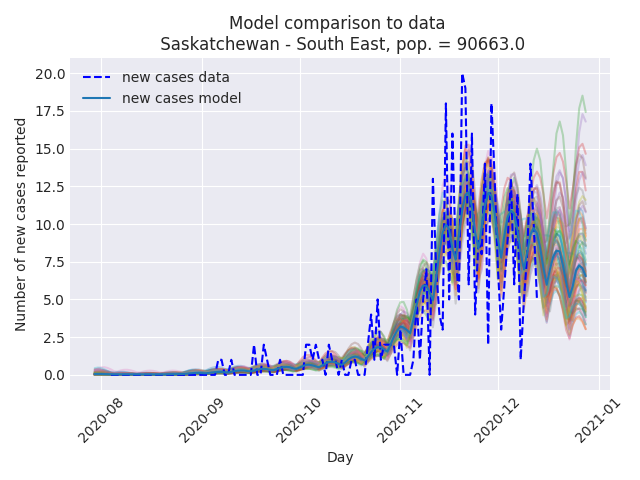 Model comparison to data
Saskatchewan - South East, pop. = 90663.0
new cases data
new cases model
Number of new cases reported
20.0
17.5
15.0
12.5
10.0
7.5
5.0
2.5
0.0
2020-08
2020-09
2020-10
2020-11
2020-12
2021-01
Day